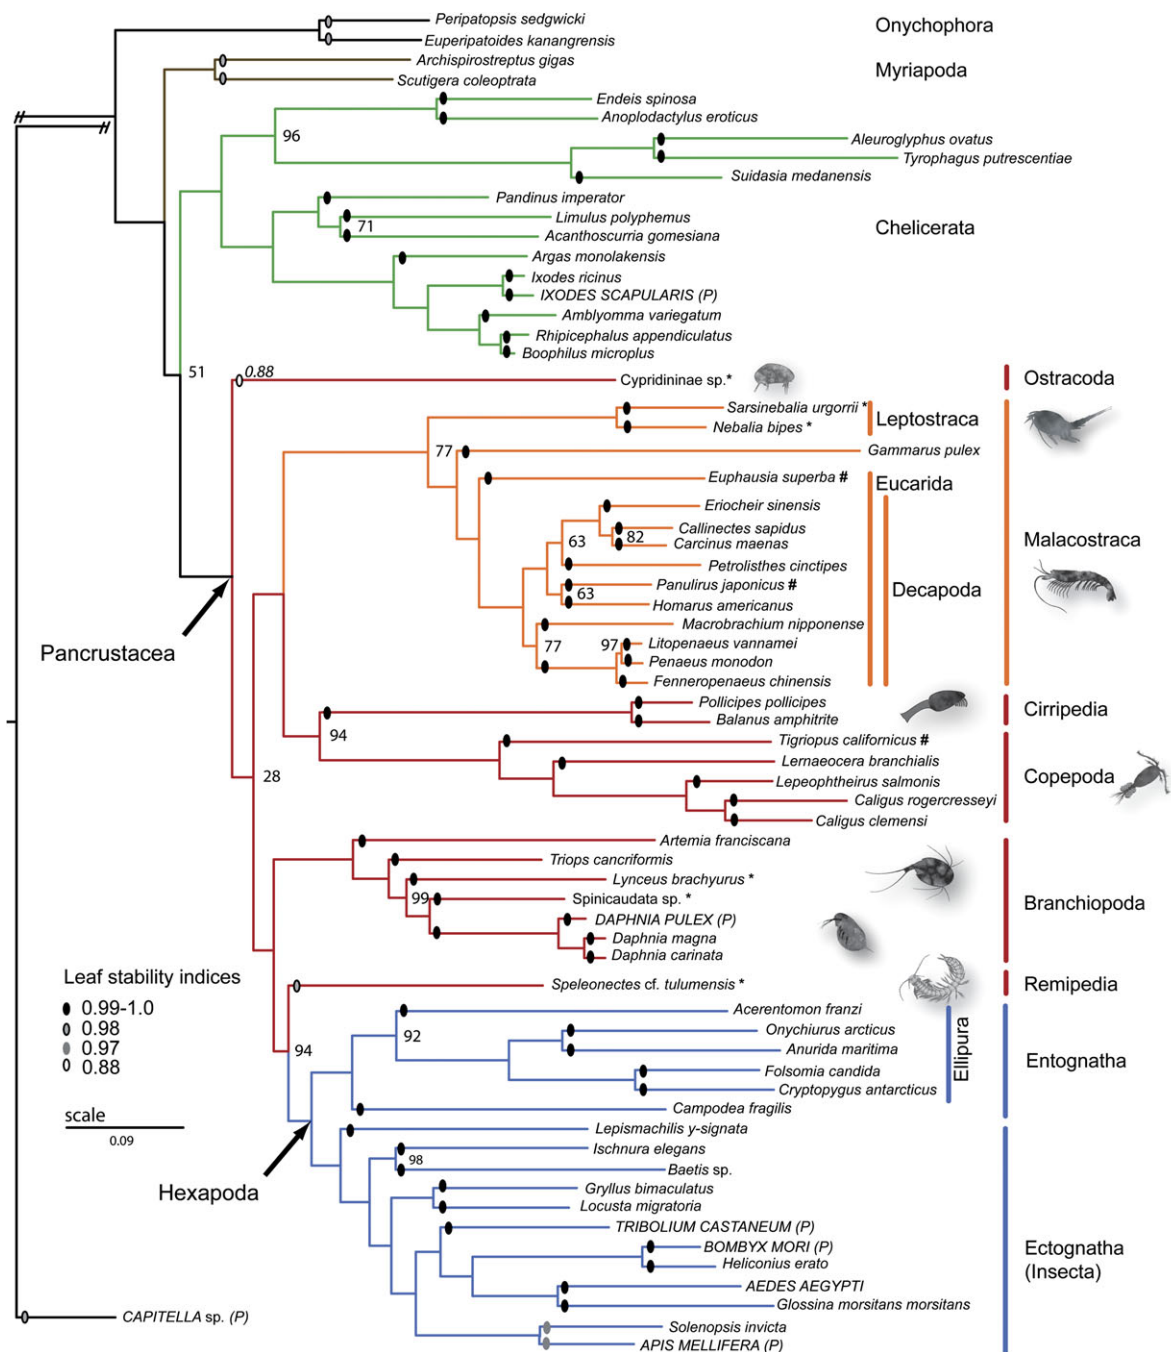 Peripatopsis sedgwicki
Euperipatoides kanangrensis
Onychophora
Archispirostreptus gigas
Scutigera coleoptrata
Myriapoda
Endeis spinosa
Anoplodactylus eroticus
96
Aleuroglyphus ovatus
Tyrophagus putrescentiae
Suidasia medanensis
Pandinus imperator
Limulus polyphemus
71
Acanthoscurria gomesiana
Chelicerata
Argas monolakensis
Ixodes ricinus
IXODES SCAPULARIS (P)
Amblyomma variegatum
Rhipicephalus appendiculatus
Boophilus microplus
51
0.88
Cypridininae sp.*
Ostracoda
Sarsinebalia urgorrii *
Nebalia bipes *
Leptostraca
77
Gammarus pulex
Euphausia superba #
Eucarida
Eriocheir sinensis
Callinectes sapidus
82
Carcinus maenas
63
Malacostraca
Petrolisthes cinctipes
Panulirus japonicus #
63
Homarus americanus
Decapoda
Macrobrachium nipponense
77
97
Litopenaeus vannamei
Penaeus monodon
Fenneropenaeus chinensis
Pancrustacea
Pollicipes pollicipes
Balanus amphitrite
Cirripedia
94
Tigriopus californicus #
Lernaeocera branchialis
Lepeophtheirus salmonis
Caligus rogercresseyi
Caligus clemensi
Copepoda
28
Artemia franciscana
Triops cancriformis
Lynceus brachyurus *
99
Spinicaudata sp. *
DAPHNIA PULEX (P)
Daphnia magna
Daphnia carinata
Branchiopoda
Speleonectes cf. tulumensis *
Remipedia
94
Leaf stability indices
0.99-1.0
0.98
0.97
0.88
scale
0.09
Acerentomon franzi
92
Onychiurus arcticus
Anurida maritima
Folsomia candida
Cryptopygus antarcticus
Ellipura
Entognatha
Campodea fragilis
Hexapoda
Lepismachilis y-signata
Ischnura elegans
98
Baetis sp.
Gryllus bimaculatus
Locusta migratoria
TRIBOLIUM CASTANEUM (P)
BOMBYX MORI (P)
Heliconius erato
AEDES AEGYPTI
Glossina morsitans morsitans
Solenopsis invicta
APIS MELLIFERA (P)
Ectognatha
(Insecta)
CAPITELLA sp. (P)